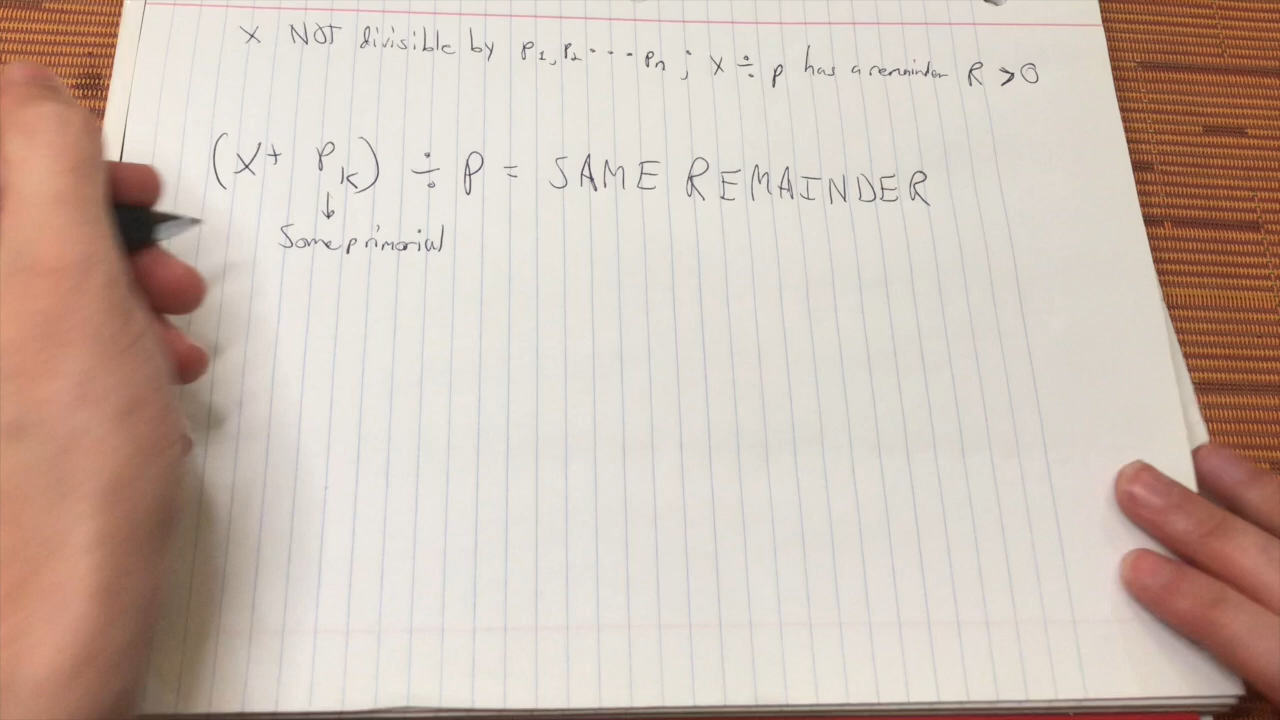 X NOT divisible by P1, P2 ... Pn ; X ÷ p has a remainder R > 0
(X + Pk) ÷ P = SAME REMAINDER
↓
Some primorial